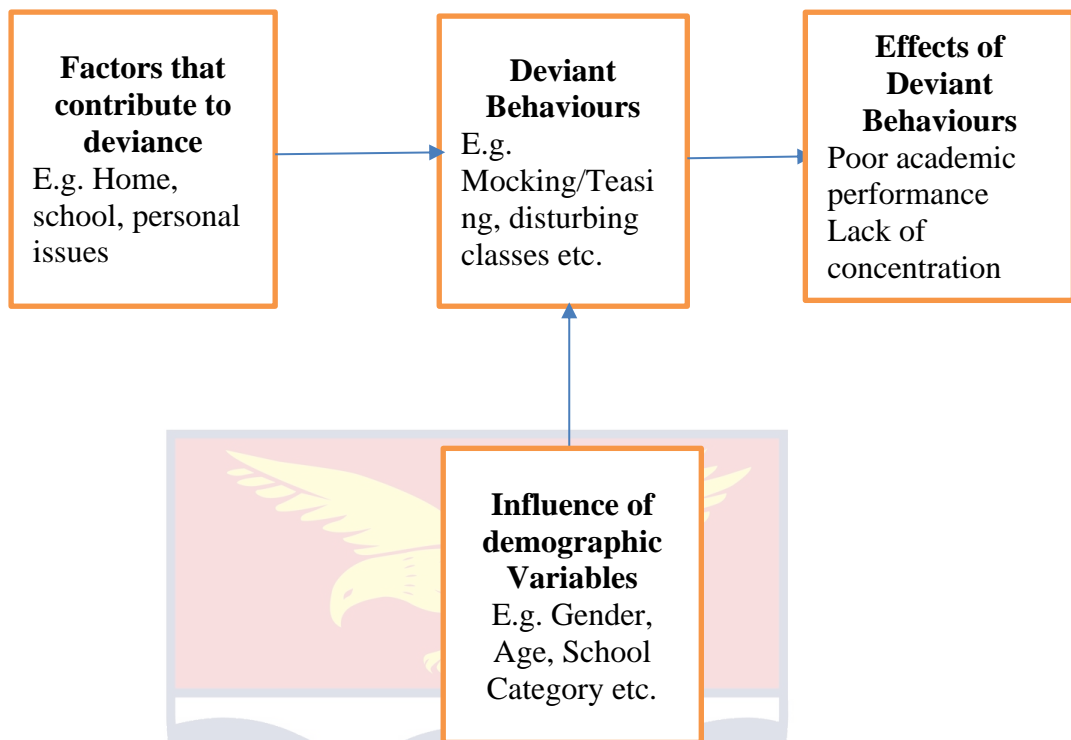 Factors that
contribute to
deviance
E.g. Home,
school, personal
issues
Deviant
Behaviours
E.g.
Mocking/Teasi
ng, disturbing
classes etc.
Effects of
Deviant
Behaviours
Poor academic
performance
Lack of
concentration
Influence of
demographic
Variables
E.g. Gender,
Age, School
Category etc.